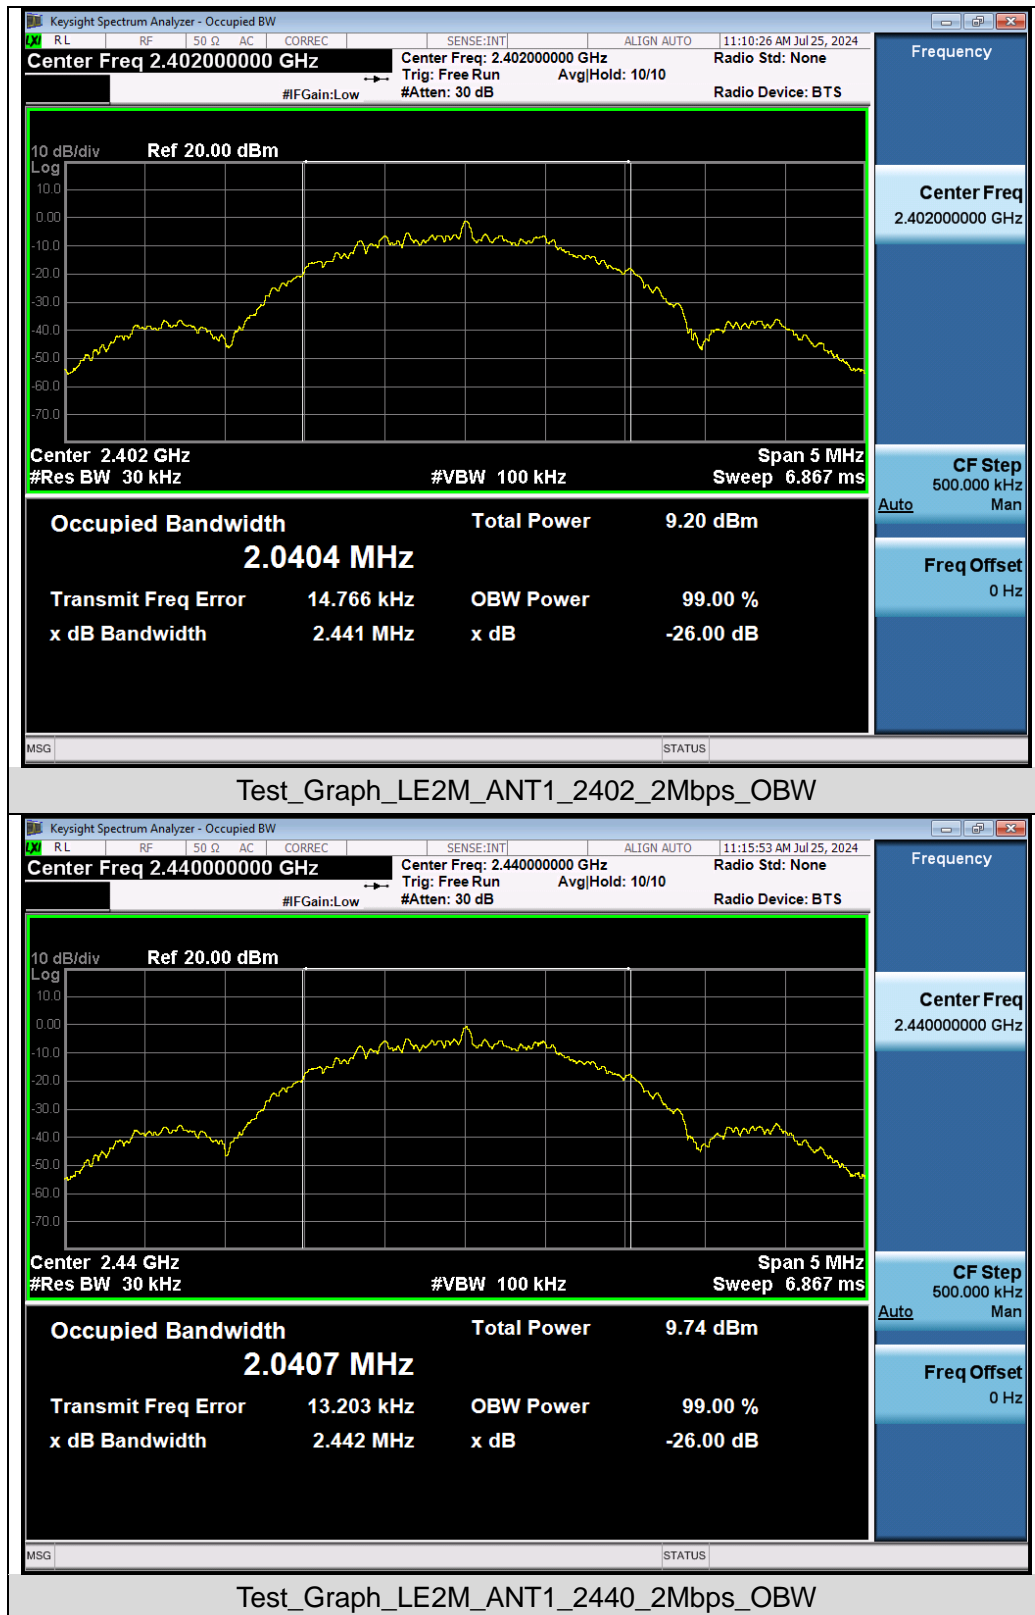 Keysight Spectrum Analyzer - Occupied BW
LXI RL RF 50 Ω AC CORREC SENSE:INT ALIGN AUTO 11:10:26 AM Jul 25, 2024
Center Freq 2.402000000 GHz Center Freq: 2.402000000 GHz Radio Std: None Frequency
Trig: Free Run Avg|Hold: 10/10
#IFGain:Low #Atten: 30 dB Radio Device: BTS
10 dB/div Ref 20.00 dBm
Log
10.0
0.00
-10.0
-20.0
-30.0
-40.0
-50.0
-60.0
-70.0
Center Freq
2.402000000 GHz
Center 2.402 GHz Span 5 MHz
#Res BW 30 kHz #VBW 100 kHz Sweep 6.867 ms
CF Step
500.000 kHz
Auto Man
Occupied Bandwidth Total Power 9.20 dBm
2.0404 MHz
Transmit Freq Error 14.766 kHz OBW Power 99.00 %
x dB Bandwidth 2.441 MHz x dB -26.00 dB
Freq Offset
0 Hz
MSG STATUS
Test_Graph_LE2M_ANT1_2402_2Mbps_OBW
Keysight Spectrum Analyzer - Occupied BW
LXI RL RF 50 Ω AC CORREC SENSE:INT ALIGN AUTO 11:15:53 AM Jul 25, 2024
Center Freq 2.440000000 GHz Center Freq: 2.440000000 GHz Radio Std: None Frequency
Trig: Free Run Avg|Hold: 10/10
#IFGain:Low #Atten: 30 dB Radio Device: BTS
10 dB/div Ref 20.00 dBm
Log
10.0
0.00
-10.0
-20.0
-30.0
-40.0
-50.0
-60.0
-70.0
Center Freq
2.440000000 GHz
Center 2.44 GHz Span 5 MHz
#Res BW 30 kHz #VBW 100 kHz Sweep 6.867 ms
CF Step
500.000 kHz
Auto Man
Occupied Bandwidth Total Power 9.74 dBm
2.0407 MHz
Transmit Freq Error 13.203 kHz OBW Power 99.00 %
x dB Bandwidth 2.442 MHz x dB -26.00 dB
Freq Offset
0 Hz
MSG STATUS
Test_Graph_LE2M_ANT1_2440_2Mbps_OBW